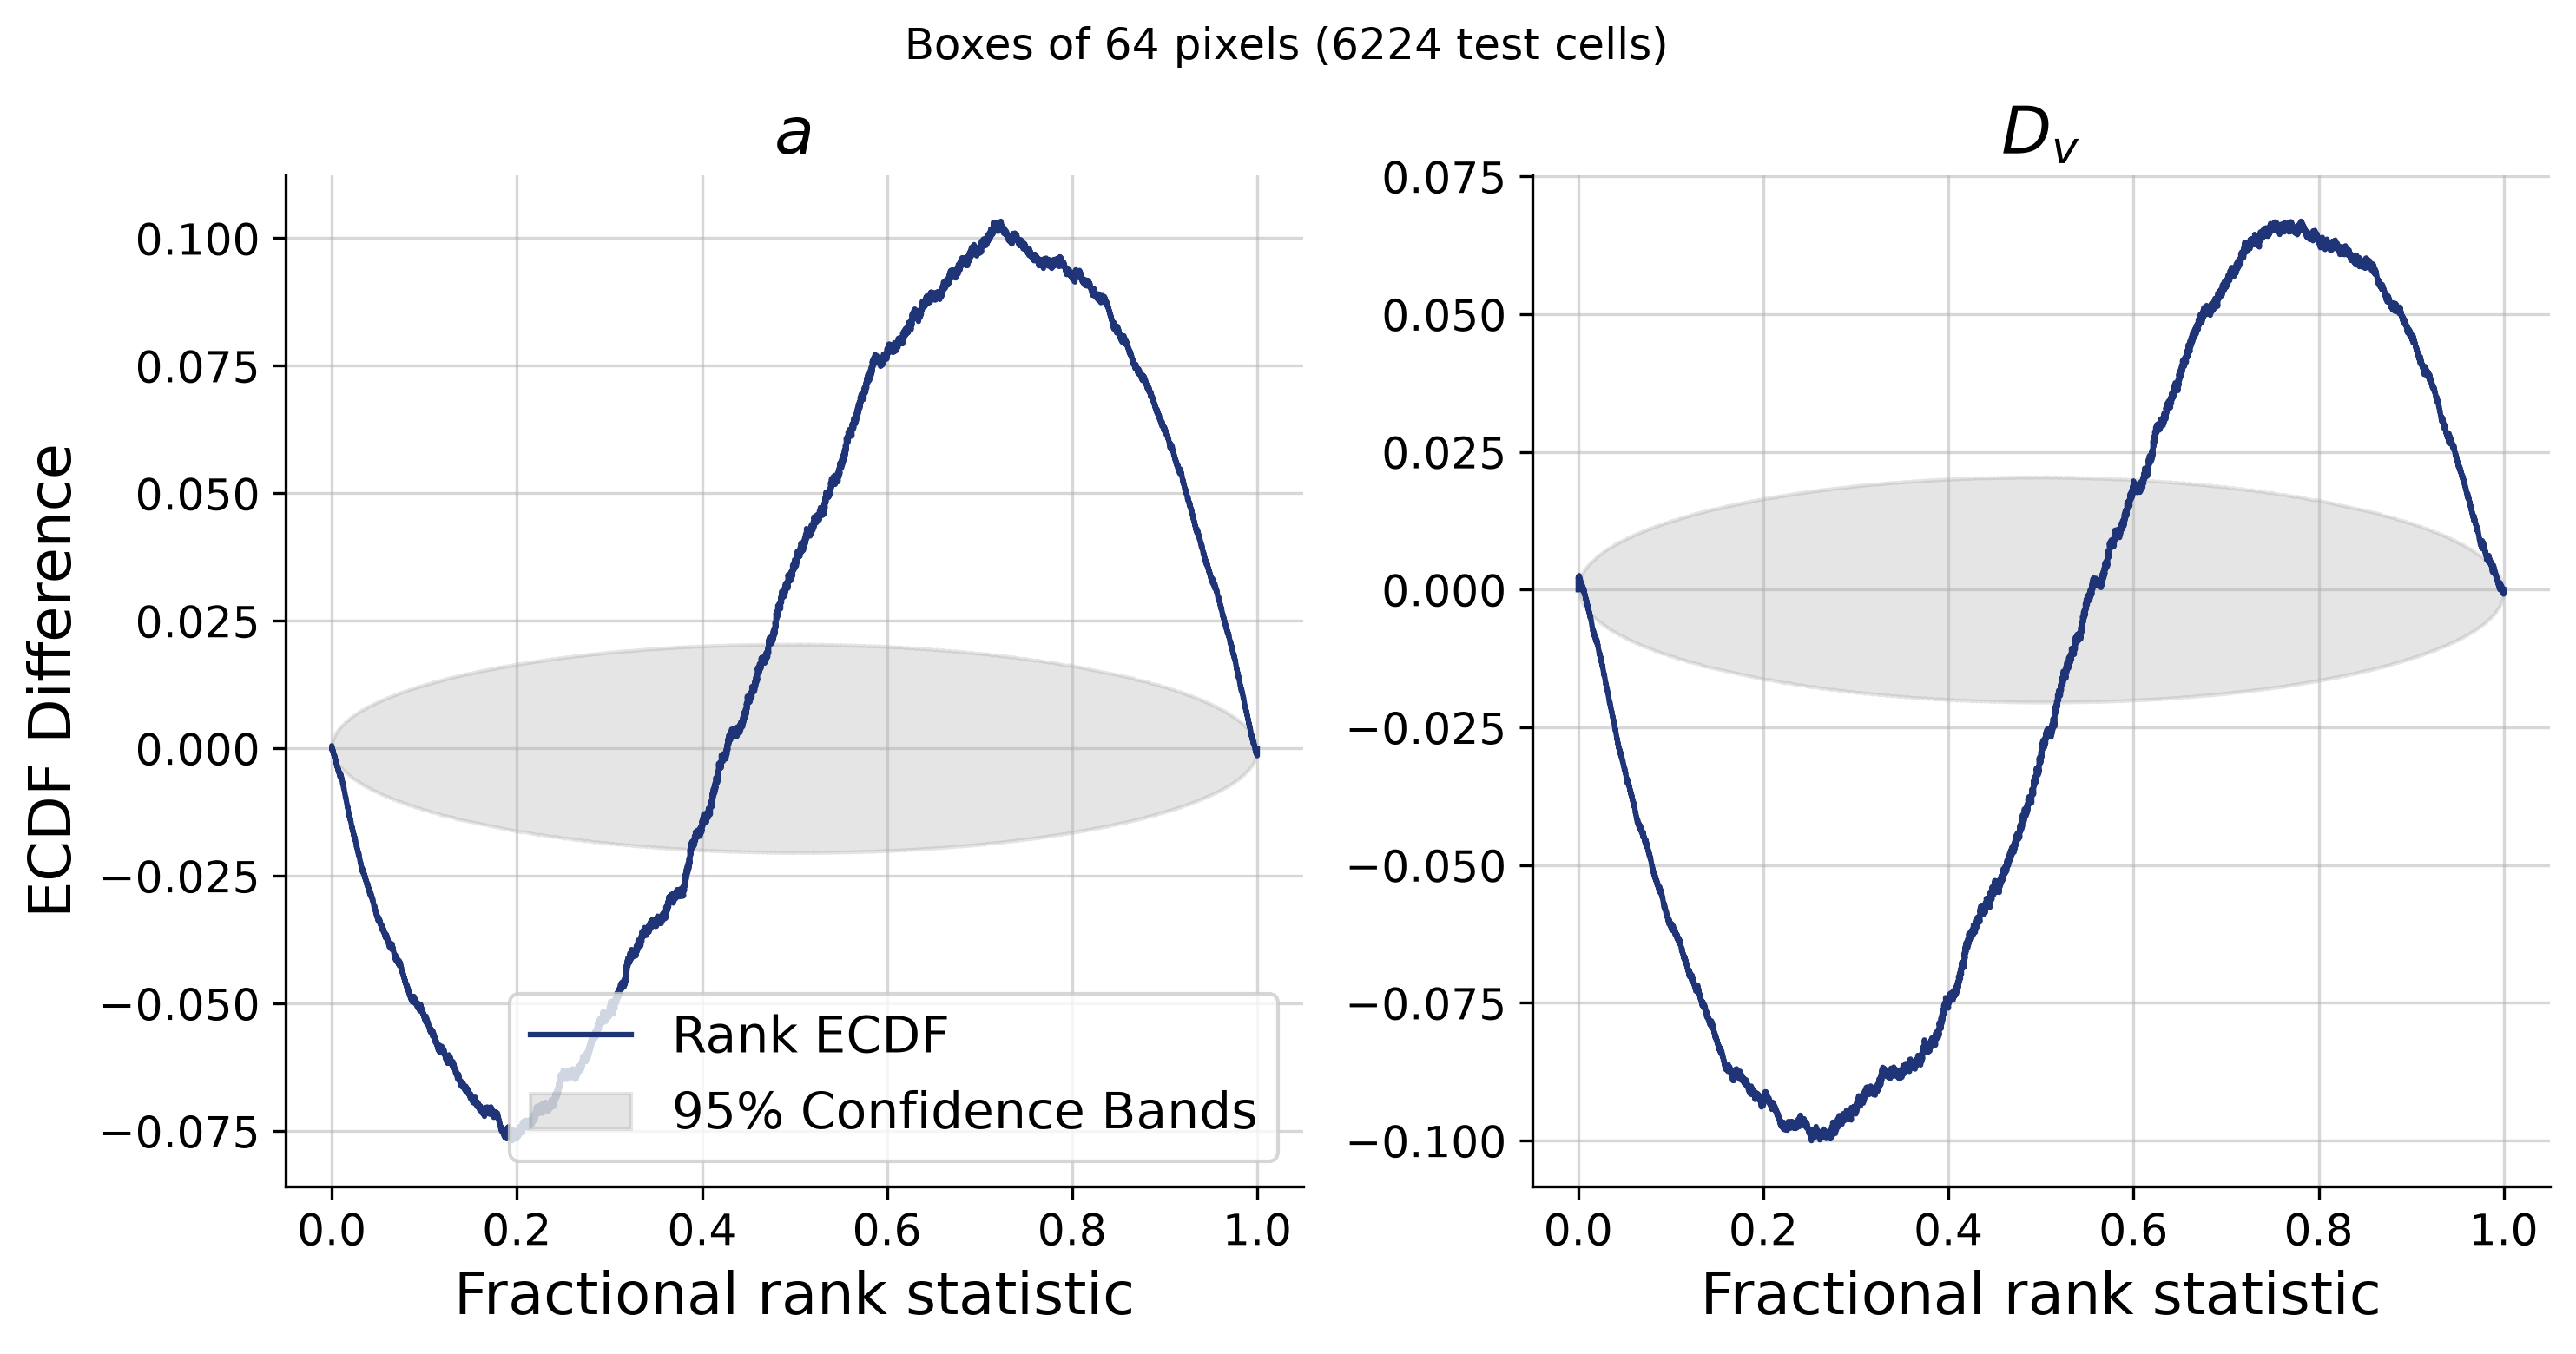 Boxes of 64 pixels (6224 test cells)
a
ECDF Difference
0.100
0.075
0.050
0.025
0.000
−0.025
−0.050
−0.075
Rank ECDF
95% Confidence Bands
0.0 0.2 0.4 0.6 0.8 1.0
Fractional rank statistic
D_v
0.075
0.050
0.025
0.000
−0.025
−0.050
−0.075
−0.100
0.0 0.2 0.4 0.6 0.8 1.0
Fractional rank statistic